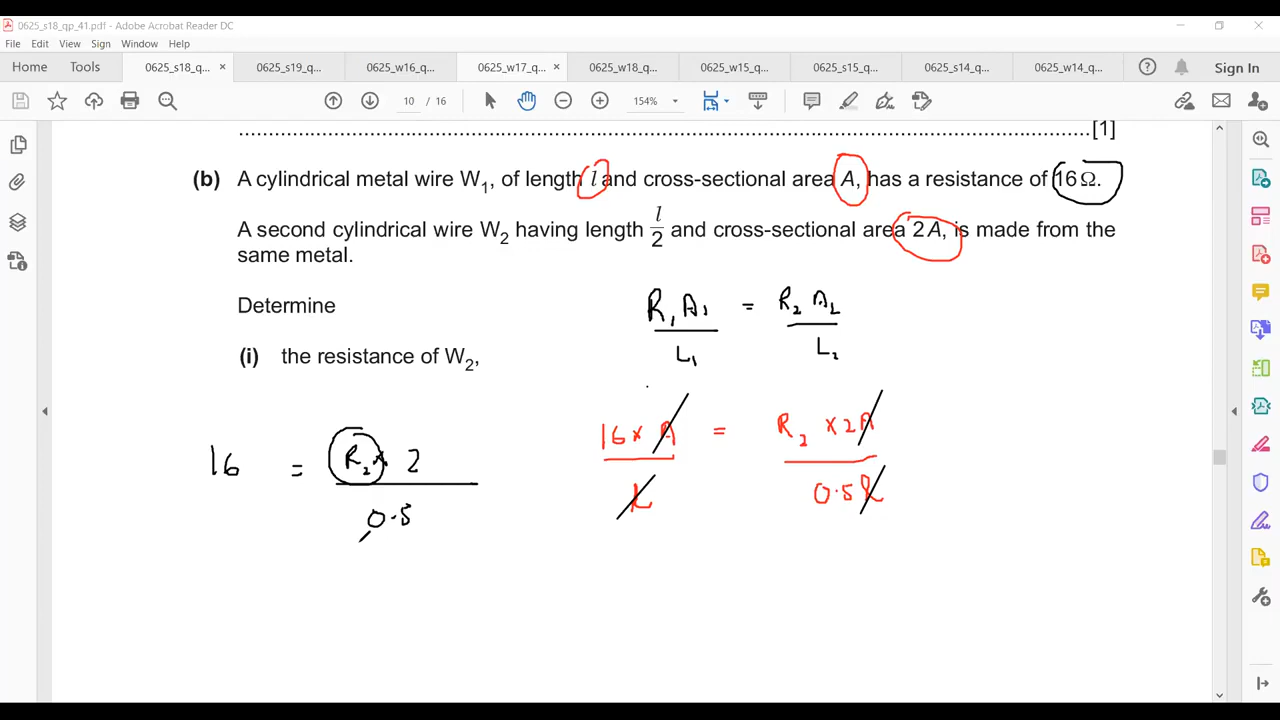 0625_s18_qp_41.pdf - Adobe Acrobat Reader DC
File Edit View Sign Window Help
Home Tools 0625_s18_q... × 0625_s19_q... 0625_w16_q... 0625_w17_q... × 0625_w18_q... 0625_w15_q... 0625_s15_q... 0625_s14_q... 0625_w14_q... Sign In
10 / 16 154%
[1]
(b) A cylindrical metal wire W₁, of length l and cross-sectional area A, has a resistance of 16 Ω.
A second cylindrical wire W₂ having length l/2 and cross-sectional area 2A, is made from the
same metal.
Determine
R₁A₁/L₁ = R₂A₂/L₂
(i) the resistance of W₂,
16 × A/L = R₂ × 2A/0.5L
16 = R₂ × 2/0.5